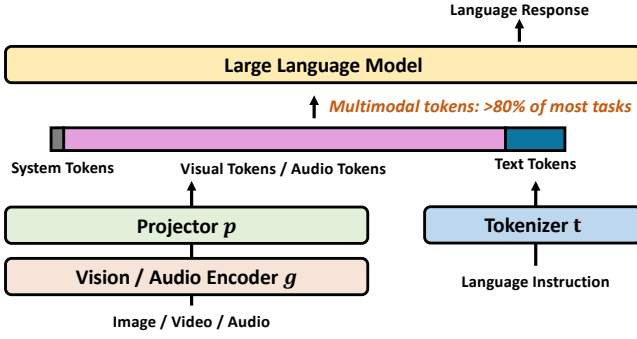 Language Response
Large Language Model
Multimodal tokens: >80% of most tasks
System Tokens
Visual Tokens / Audio Tokens
Text Tokens
Projector p
Tokenizer t
Vision / Audio Encoder g
Language Instruction
Image / Video / Audio